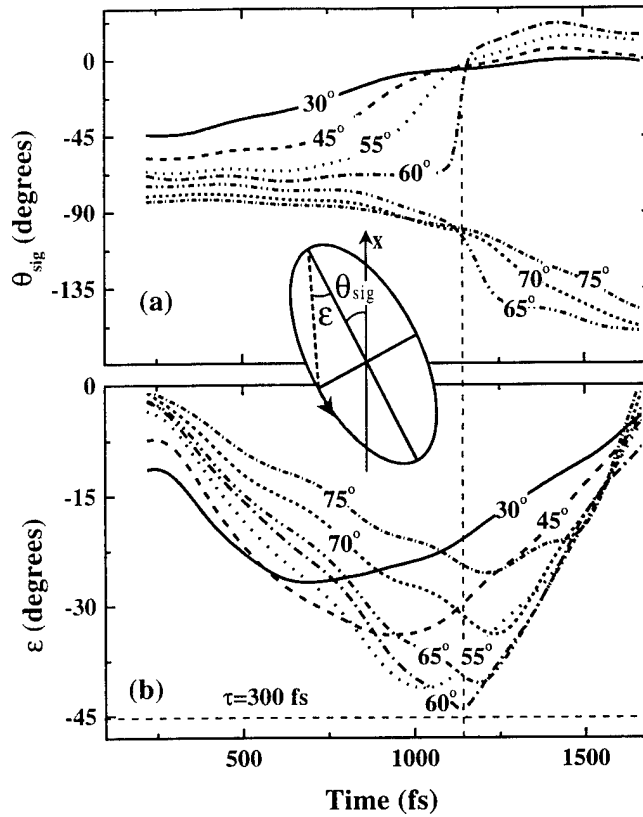 0
-45
-90
-135
θsig (degrees)
30°
45°
55°
60°
70°
75°
65°
(a)
x
θsig
ε
0
-15
-30
-45
ε (degrees)
75°
70°
30°
45°
65°
55°
60°
(b)
τ=300 fs
500
1000
1500
Time (fs)